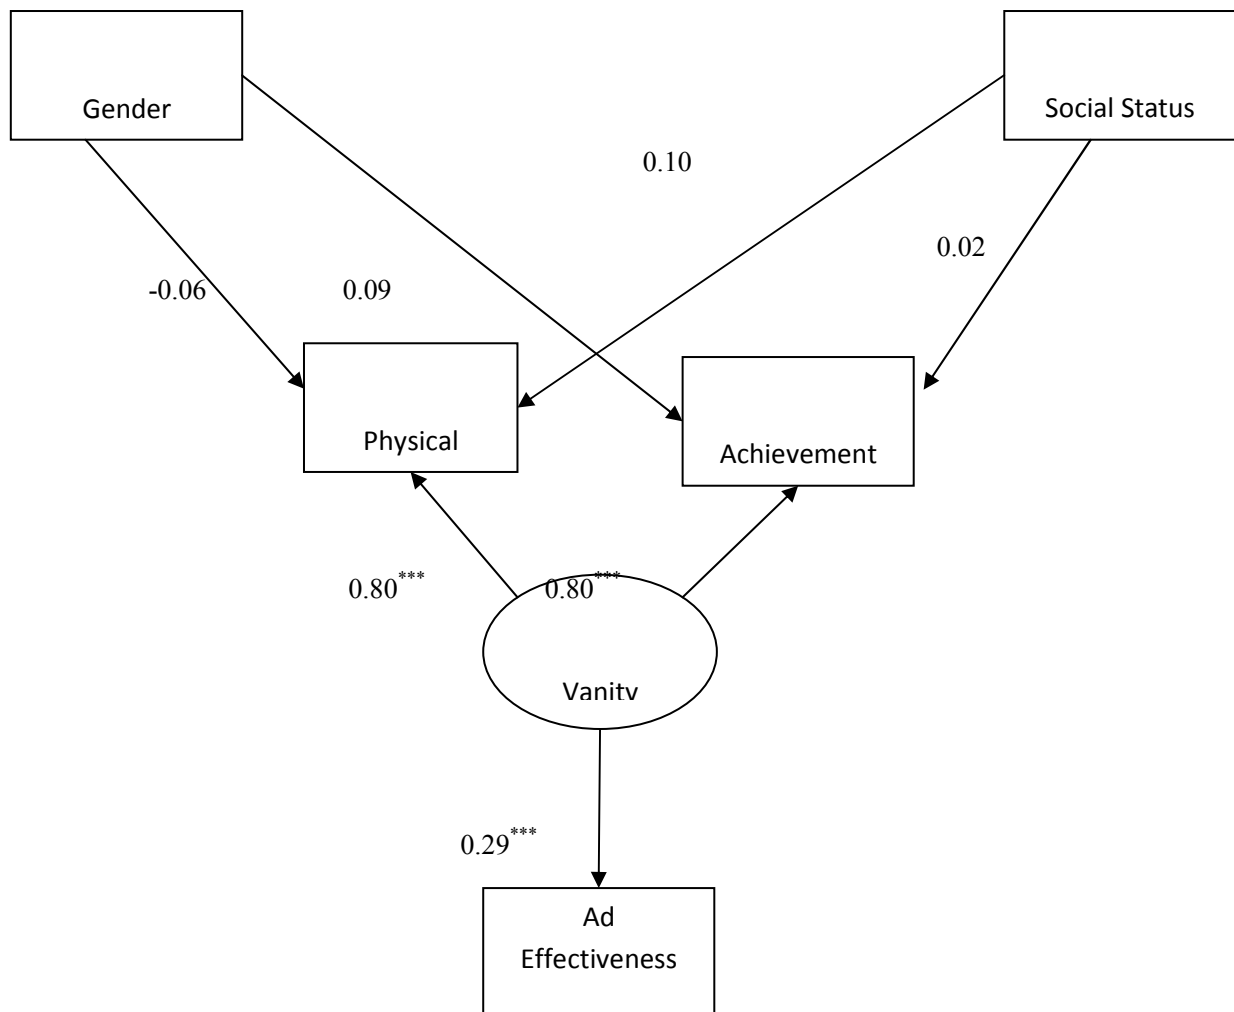 Gender
Social Status
0.10
0.02
-0.06
0.09
Physical
Achievement
0.80***
0.80***
Vanity
0.29***
Ad
Effectiveness